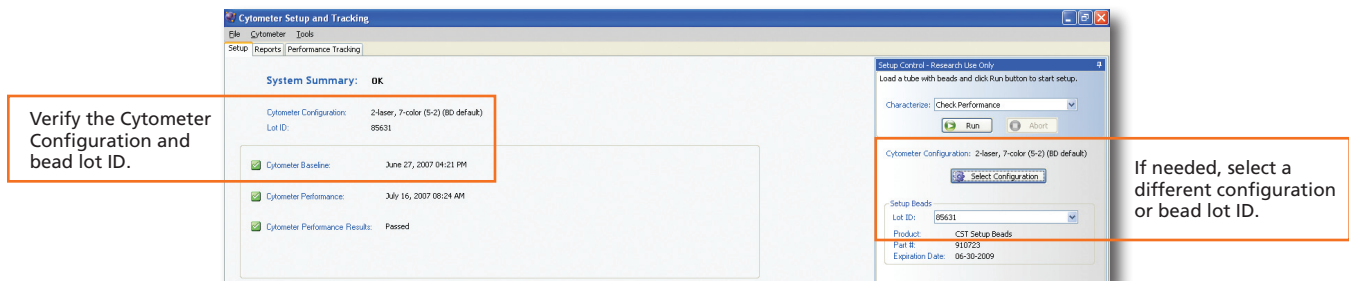 Cytometer Setup and Tracking
File Cytometer Tools
Setup Reports Performance Tracking
System Summary: OK
Cytometer Configuration: 2-laser, 7-color (5-2) (BD default)
Lot ID: 85631
Cytometer Baseline: June 27, 2007 04:21 PM
Cytometer Performance: July 16, 2007 08:24 AM
Cytometer Performance Results: Passed
Verify the Cytometer
Configuration and
bead lot ID.
Setup Control - Research Use Only
Load a tube with beads and click Run button to start setup.
Characterize: Check Performance
Run Abort
Cytometer Configuration: 2-laser, 7-color (5-2) (BD default)
Select Configuration
Setup Beads
Lot ID: 85631
Product: CST Setup Beads
Part #: 910723
Expiration Date: 06-30-2009
If needed, select a
different configuration
or bead lot ID.